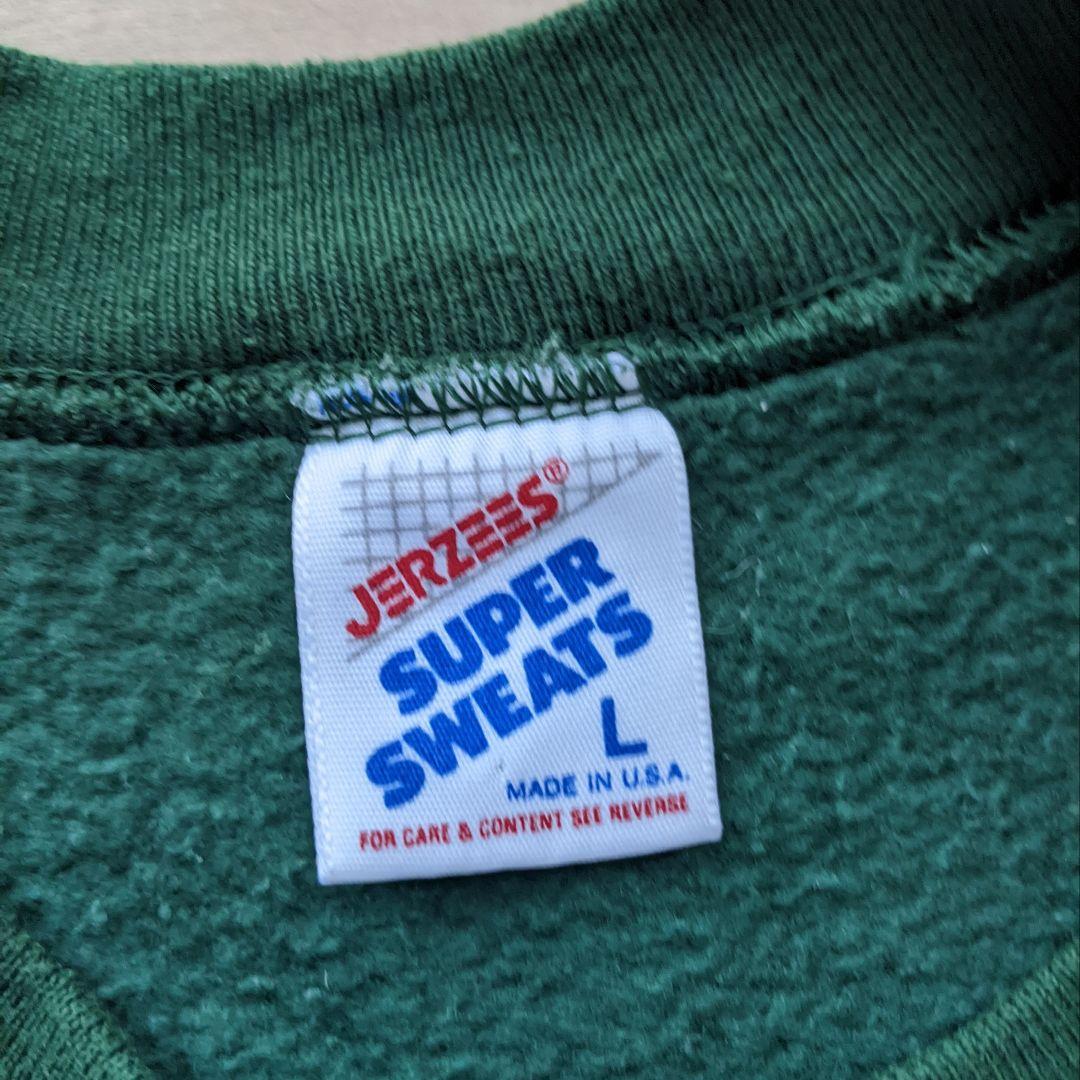 JERZEES®
SUPER
SWEATS
L
MADE IN U.S.A.
FOR CARE & CONTENT SEE REVERSE